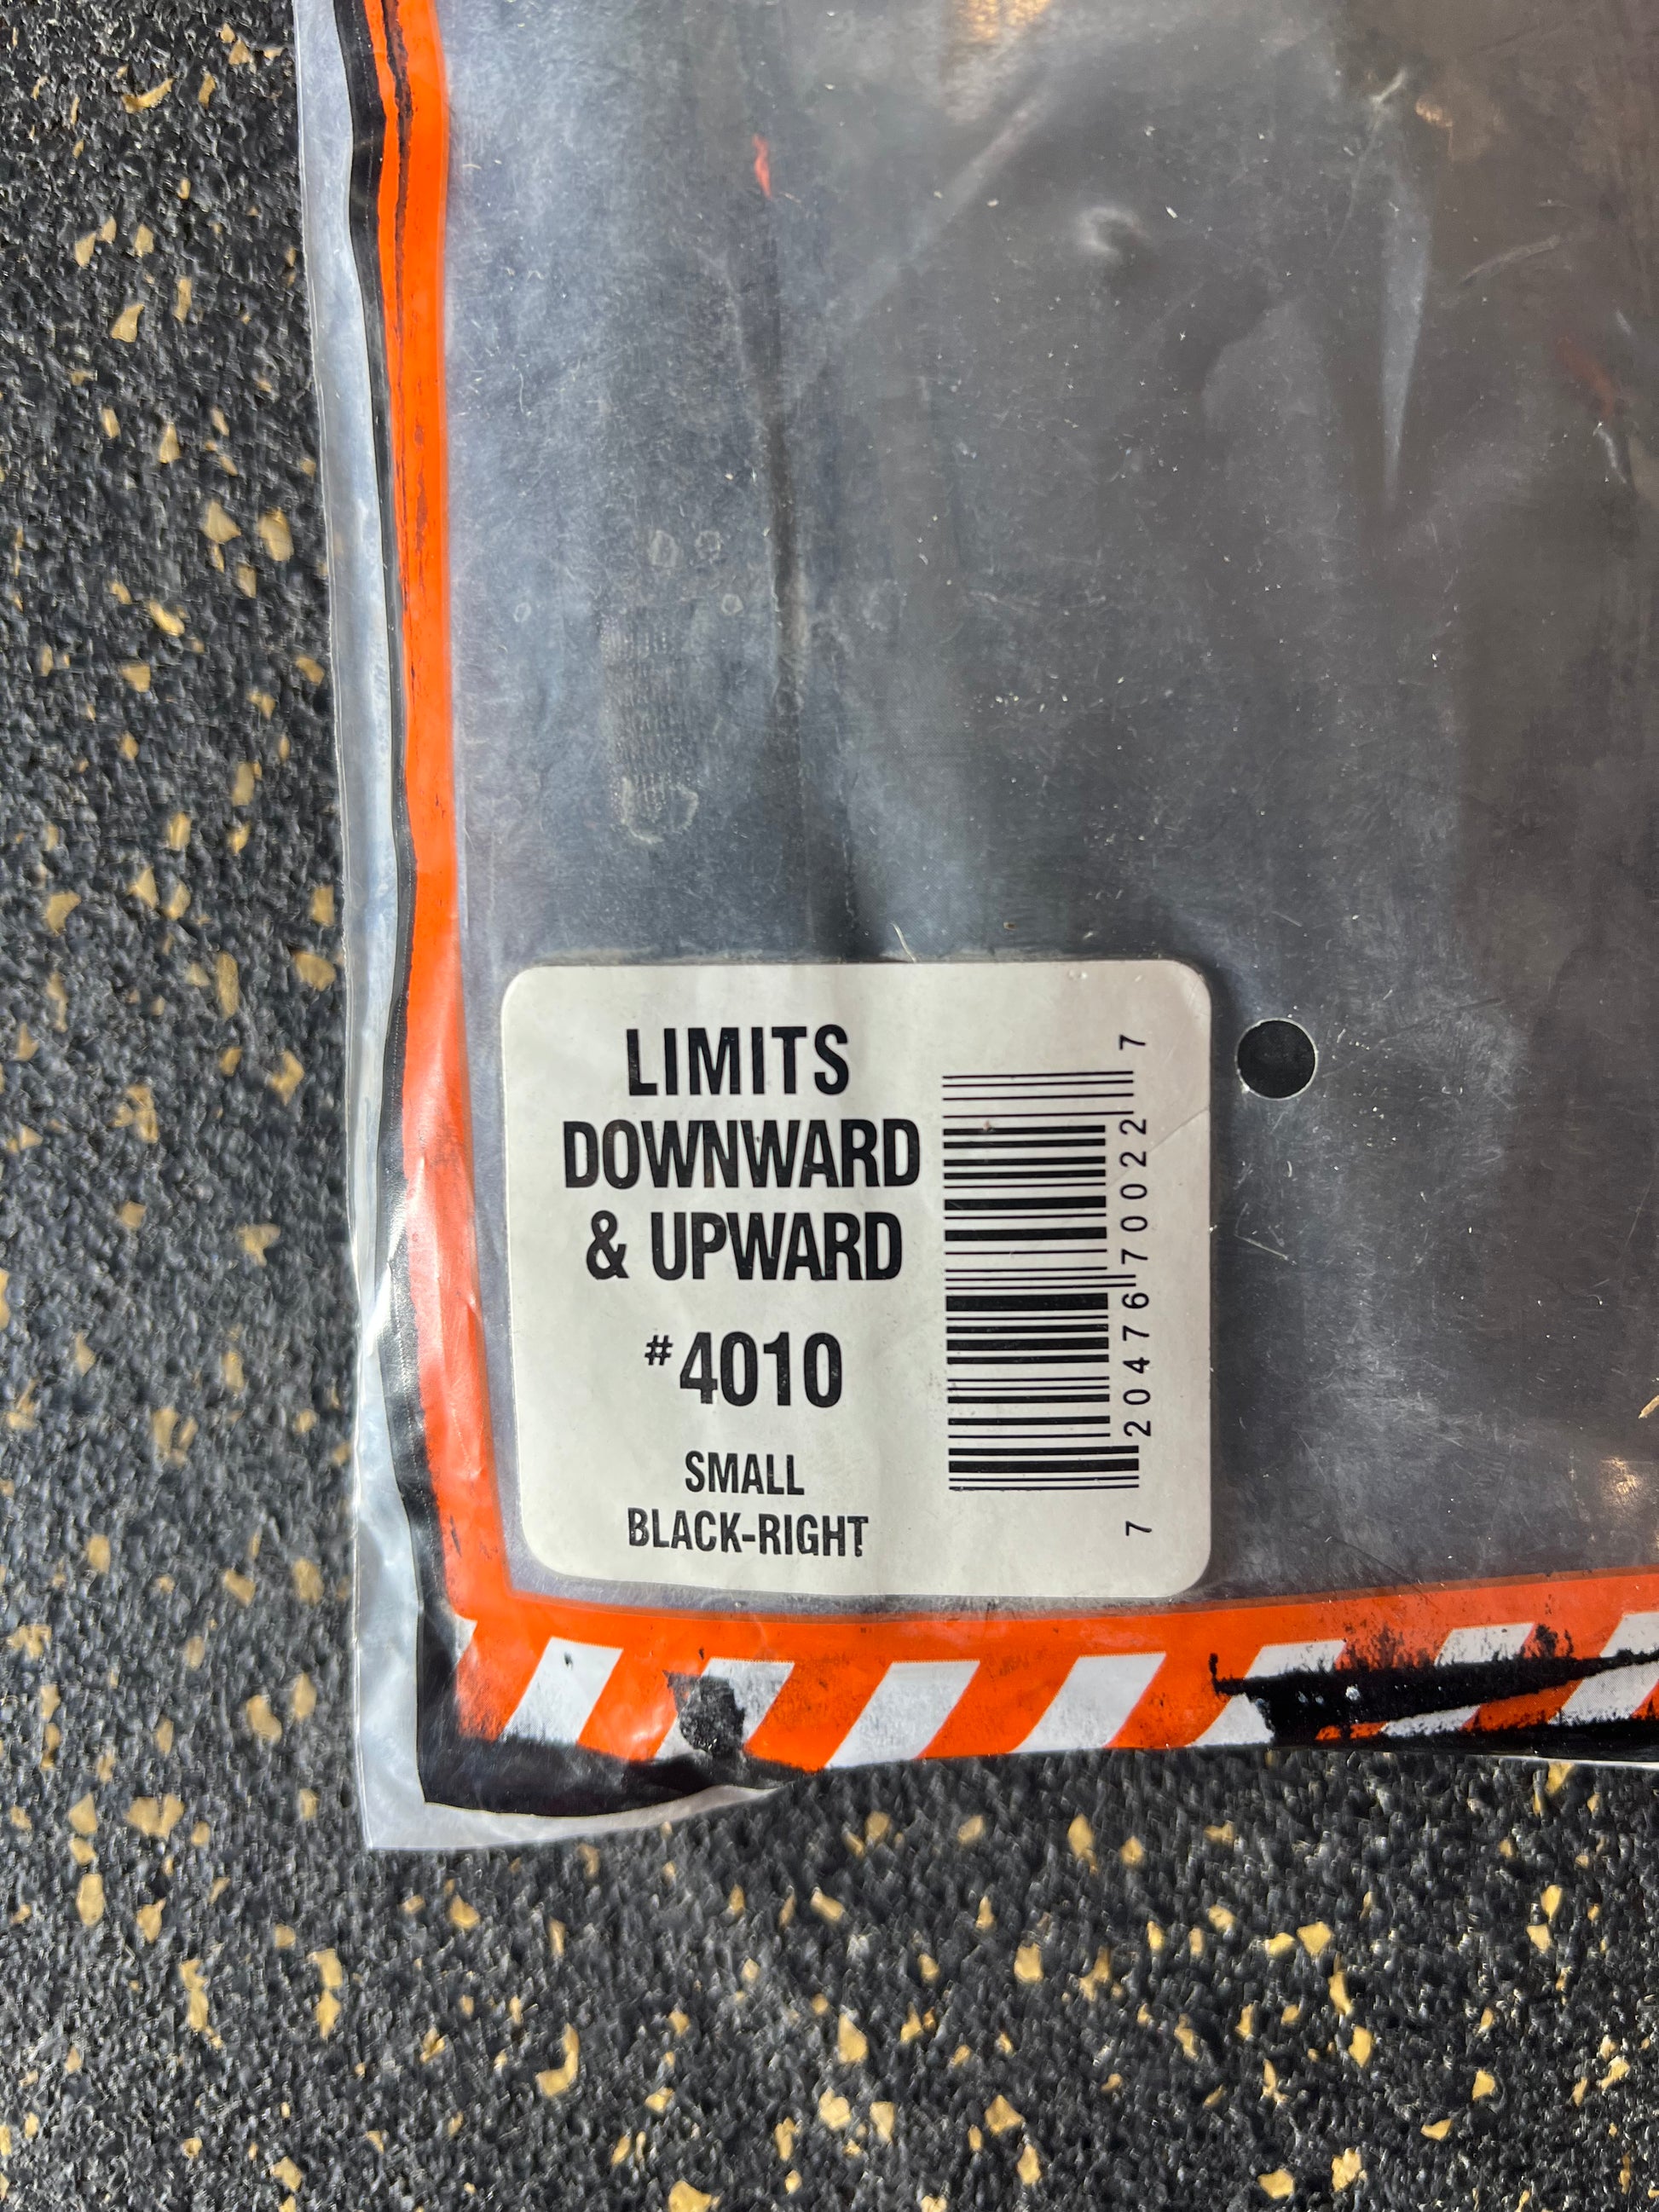 LIMITS
DOWNWARD
& UPWARD
#4010
SMALL
BLACK-RIGHT
7 20476 70022 7